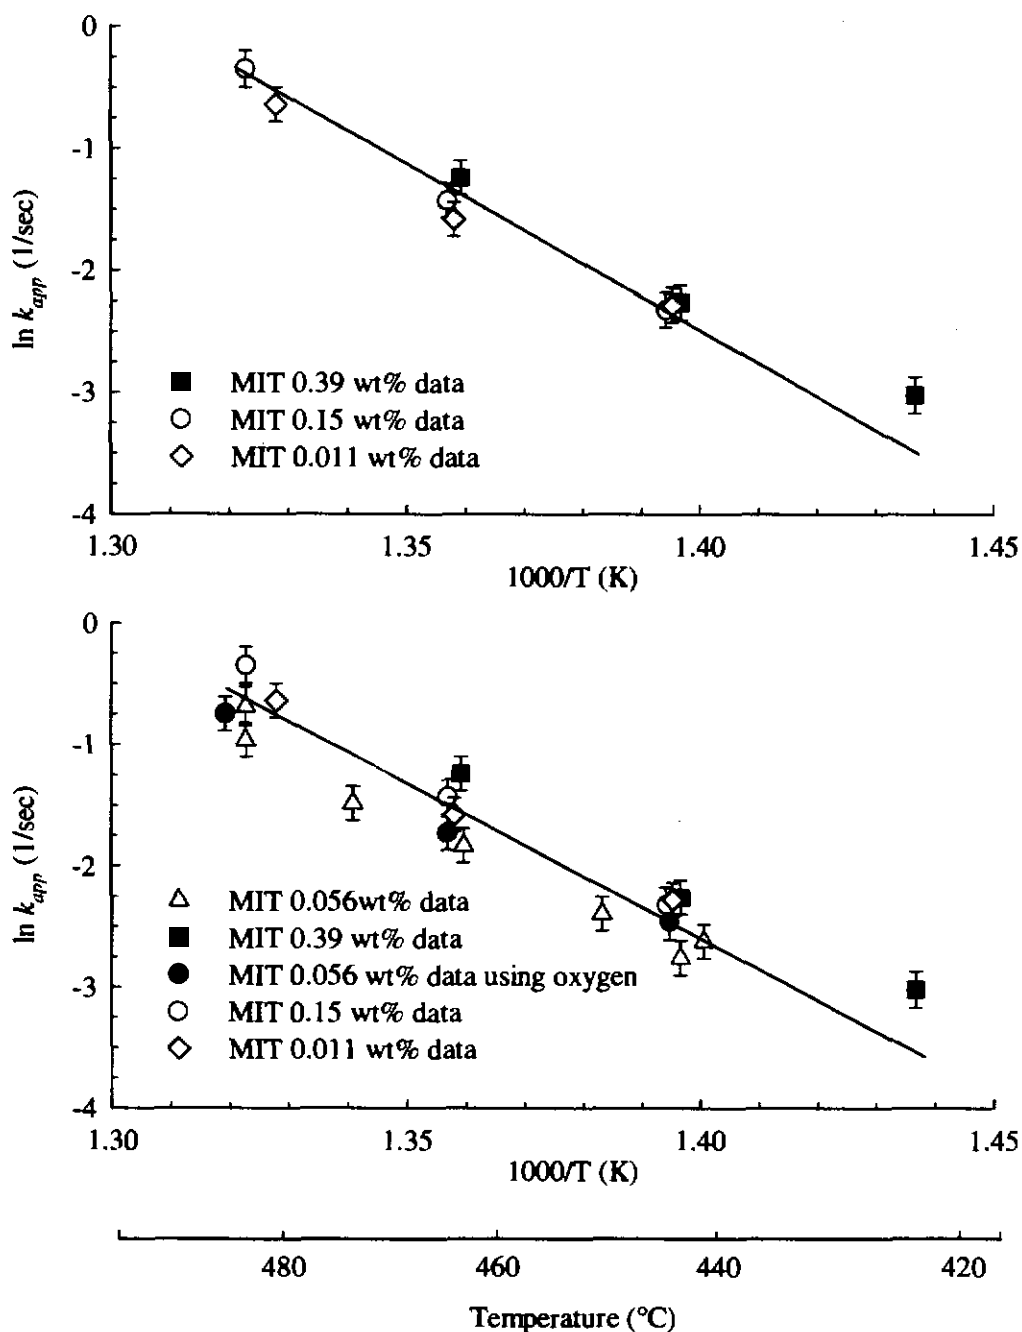 0
-1
-2
-3
-4
ln k_app (1/sec)
MIT 0.39 wt% data
MIT 0.15 wt% data
MIT 0.011 wt% data
1.30 1.35 1.40 1.45
1000/T (K)
0
-1
-2
-3
-4
ln k_app (1/sec)
MIT 0.056wt% data
MIT 0.39 wt% data
MIT 0.056 wt% data using oxygen
MIT 0.15 wt% data
MIT 0.011 wt% data
1.30 1.35 1.40 1.45
1000/T (K)
480 460 440 420
Temperature (°C)